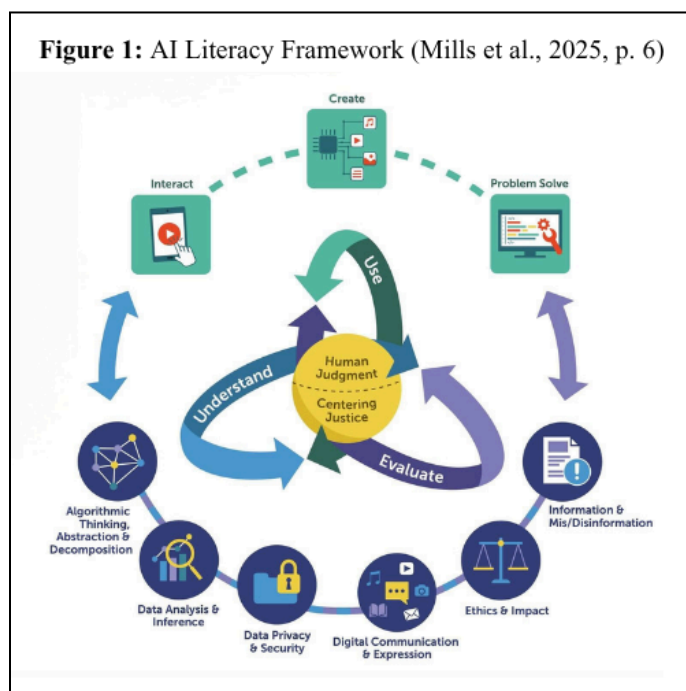 Figure 1: AI Literacy Framework (Mills et al., 2025, p. 6)
Create
Interact
Problem Solve
Use
Understand
Human
Judgment
Centering
Justice
Evaluate
Algorithmic
Thinking,
Abstraction &
Decomposition
Data Analysis &
Inference
Data Privacy
& Security
Digital Communication
& Expression
Ethics & Impact
Information &
Mis/Disinformation